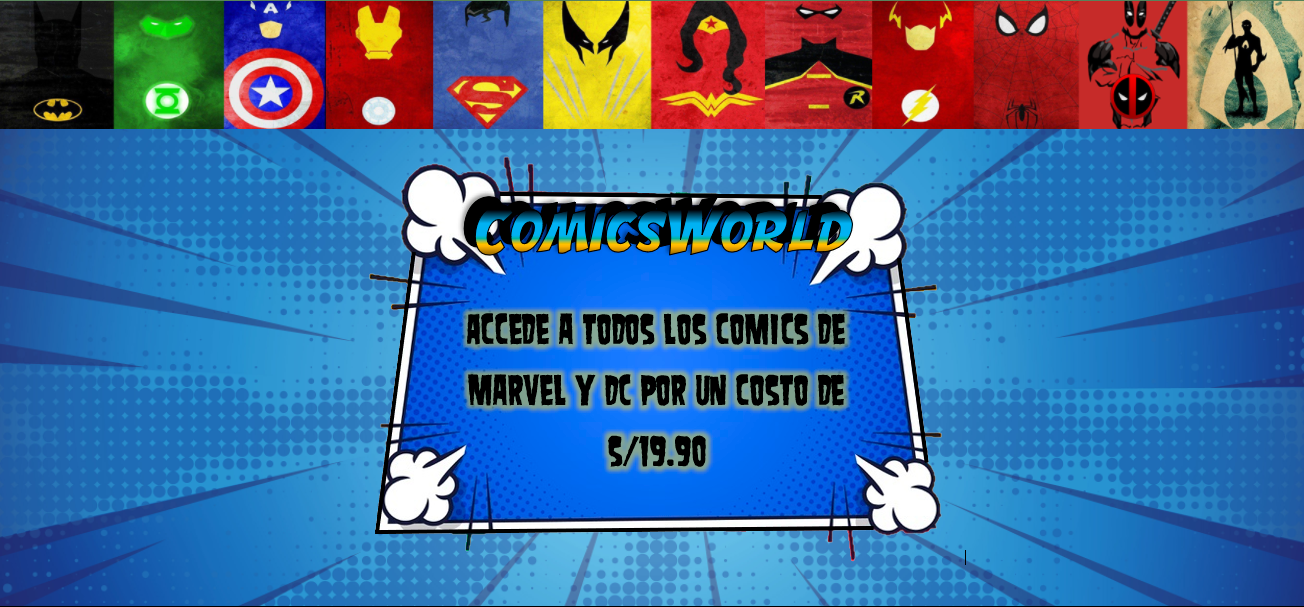 A
R
COMICSWORLD
ACCEDE A TODOS LOS COMICS DE
MARVEL Y DC POR UN COSTO DE
S/19.90